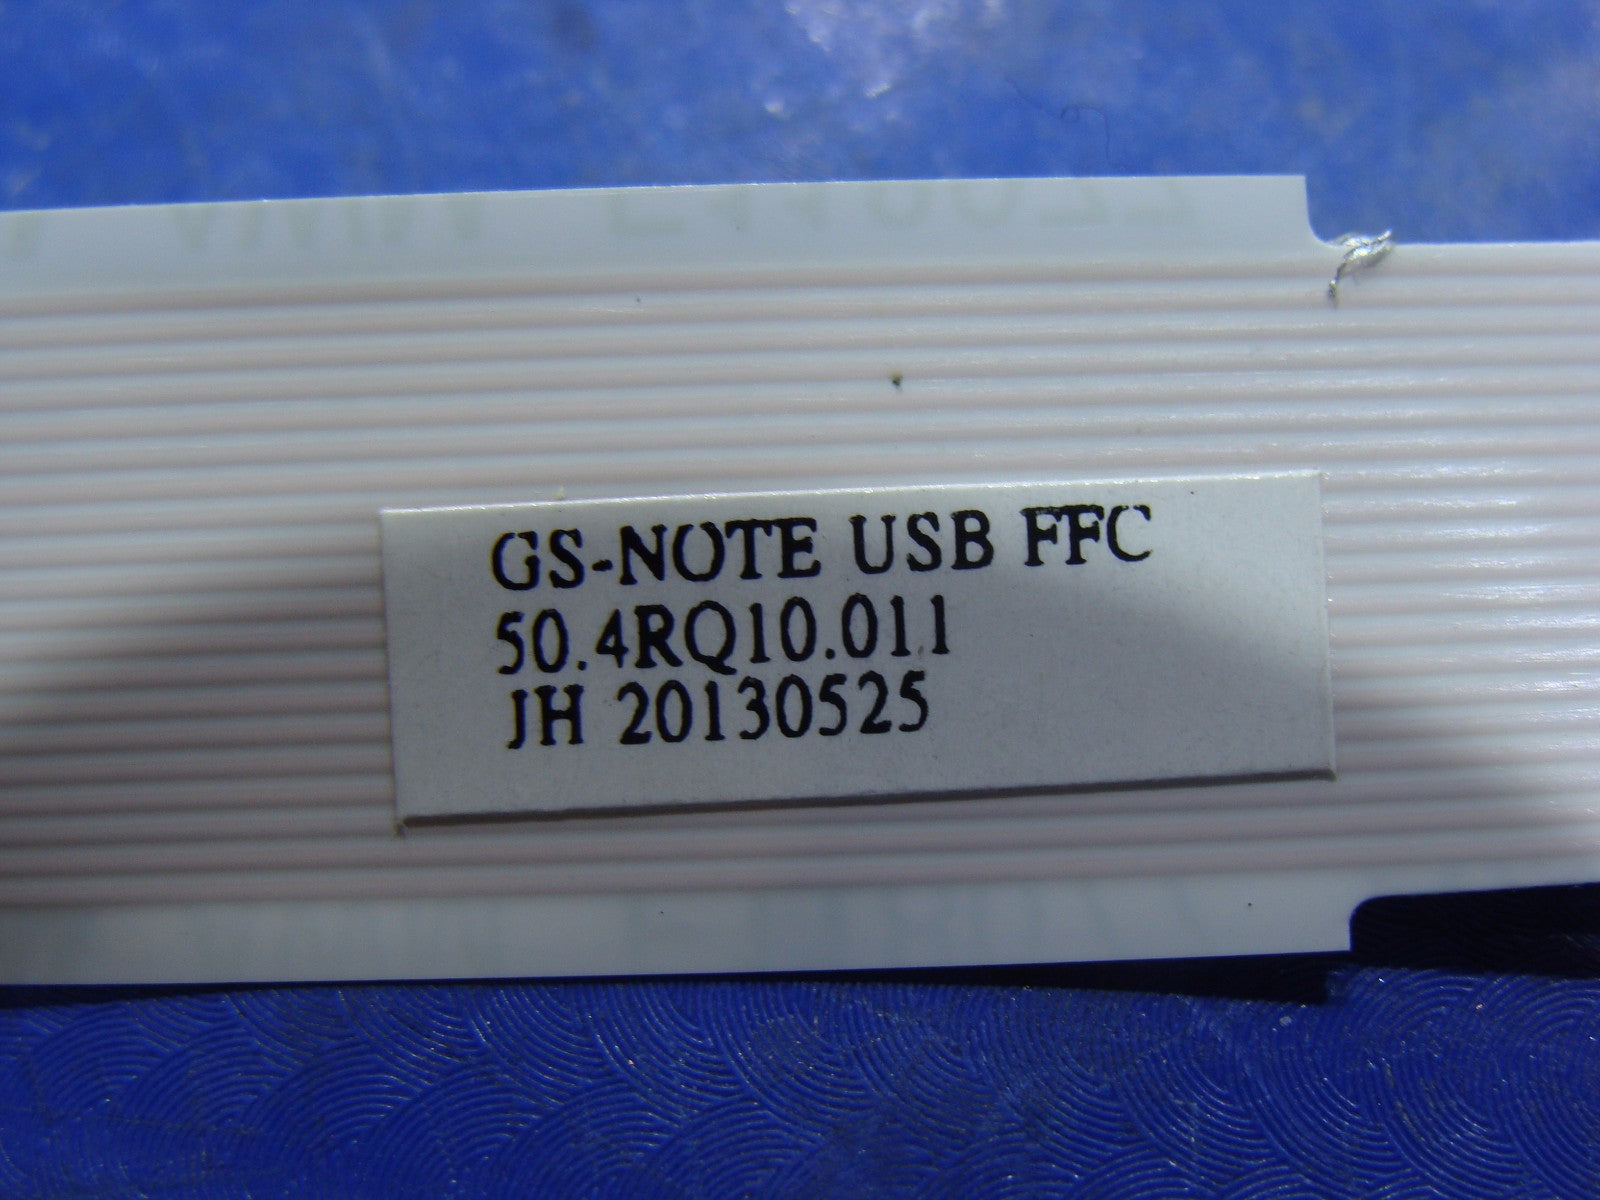 GS-NOTE USB FFC
50.4RQ10.011
JH 20130525